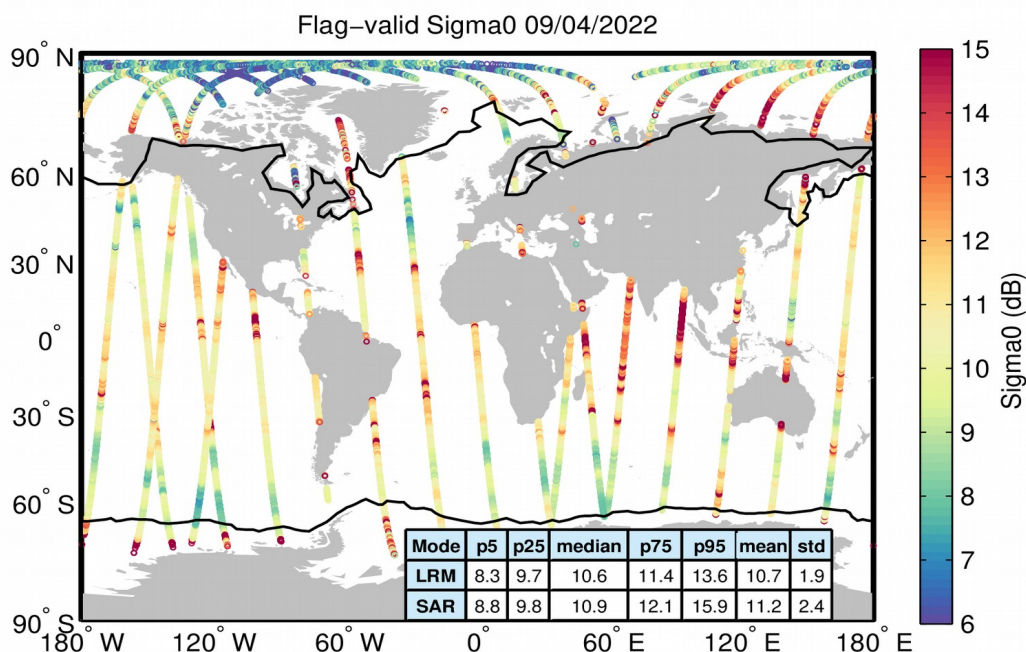 Flag-valid Sigma0 09/04/2022
90° N
60° N
30° N
0°
30° S
60° S
90° S
180° W
120° W
60° W
0°
60° E
120° E
180° E
Mode p5 p25 median p75 p95 mean std
LRM 8.3 9.7 10.6 11.4 13.6 10.7 1.9
SAR 8.8 9.8 10.9 12.1 15.9 11.2 2.4
15
14
13
12
11
10
9
8
7
6
Sigma0 (dB)